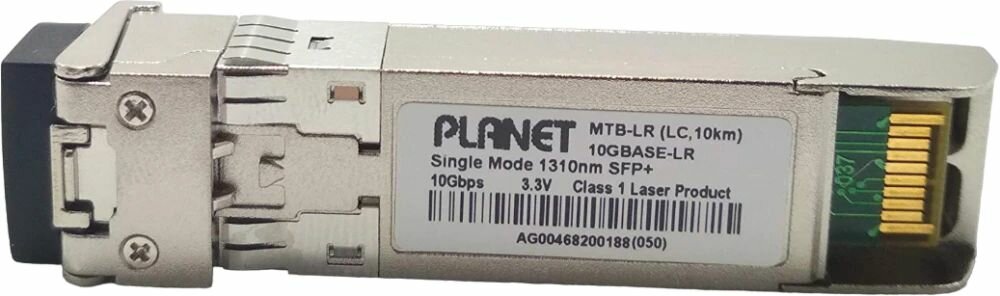 PLANET MTB-LR (LC,10km)
10GBASE-LR
Single Mode 1310nm SFP+
10Gbps 3.3V Class 1 Laser Product
AG00468200188(050)
037